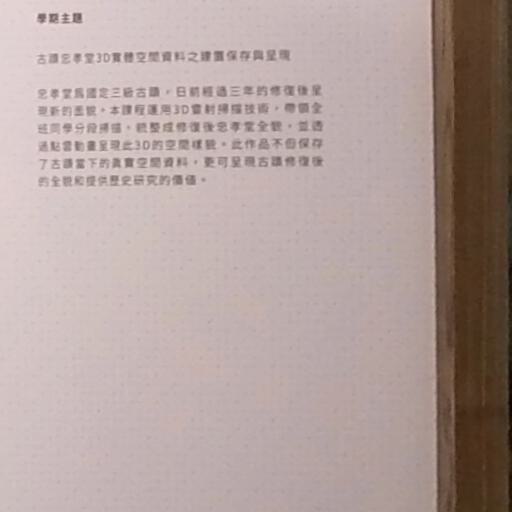 學期主題
古蹟忠孝堂3D實體空間資料之建置保存與呈現
忠孝堂爲國定三級古蹟，日前經過三年的修復後呈
現新的面貌。本課程運用3D雷射掃描技術，帶領全
班同學分段掃描，統整成修復後忠孝堂全貌，並透
過點雲動畫呈現此3D的空間樣貌。此作品不但保存
了古蹟當下的真實空間資料，更可呈現古蹟修復後
的全貌和提供歷史研究的價值。